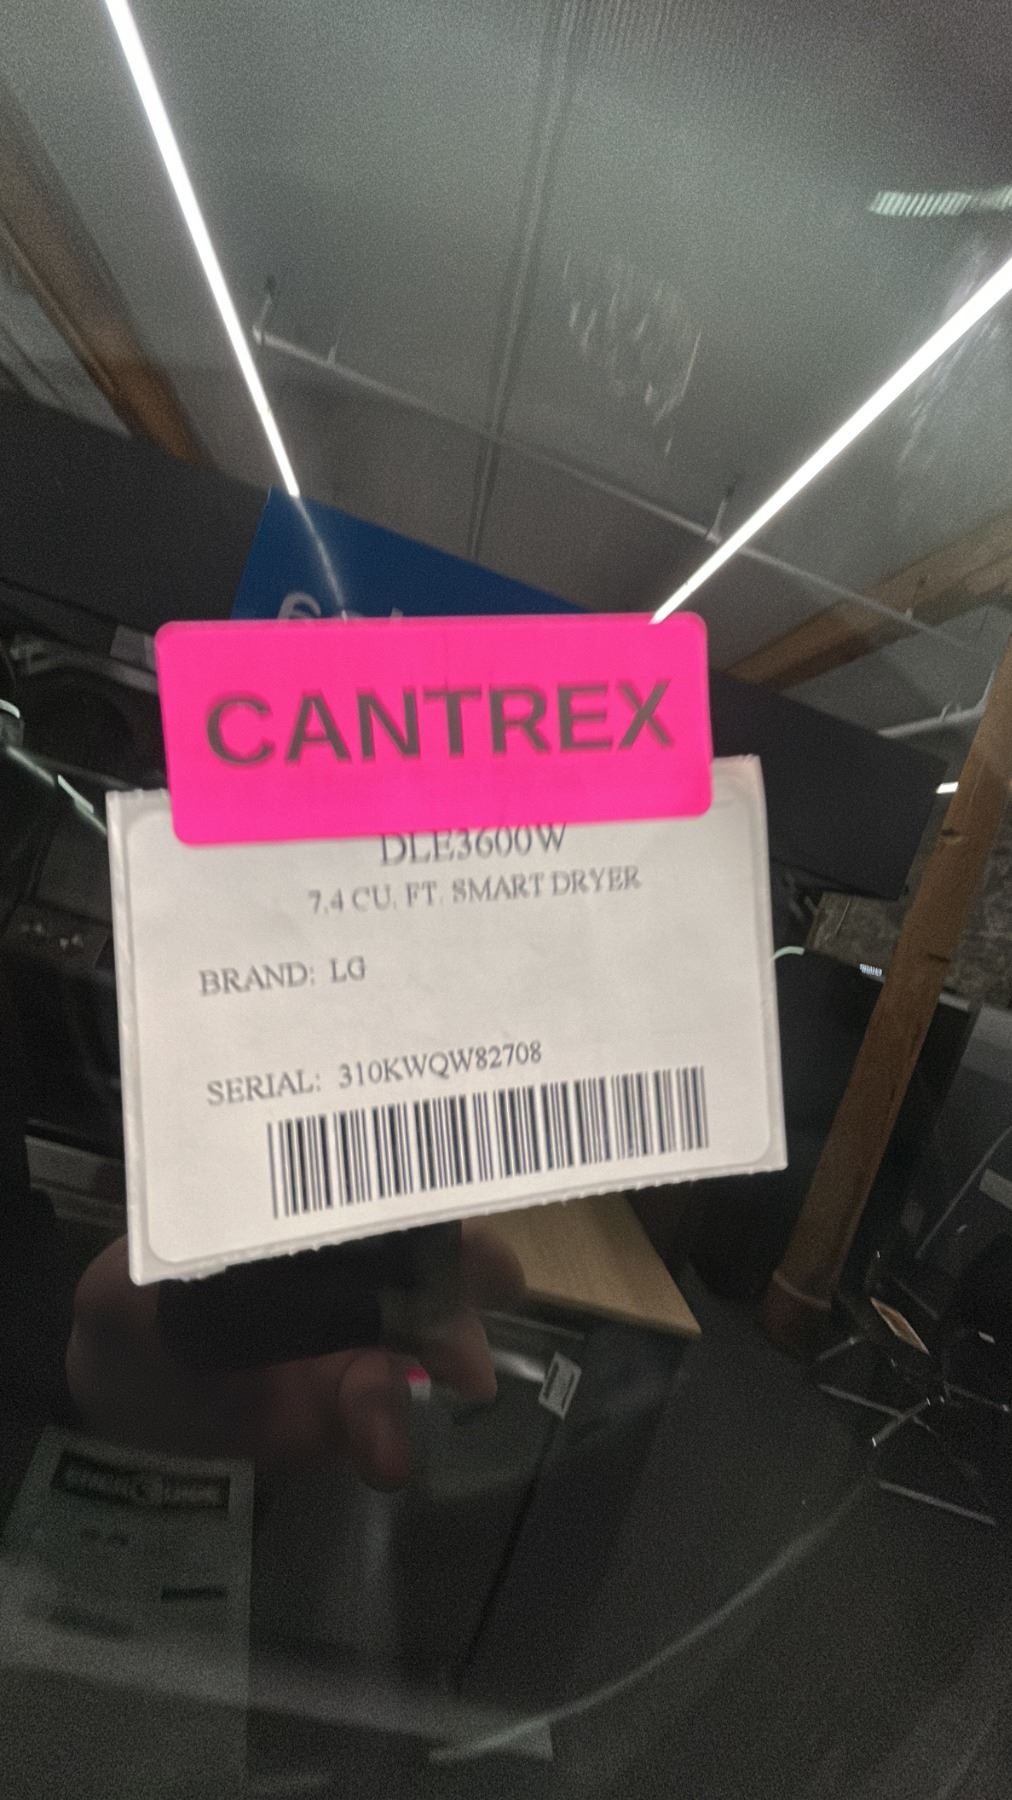 CANTREX
DLE3600W
7.4 CU. FT. SMART DRYER
BRAND: LG
SERIAL: 310KWQW82708